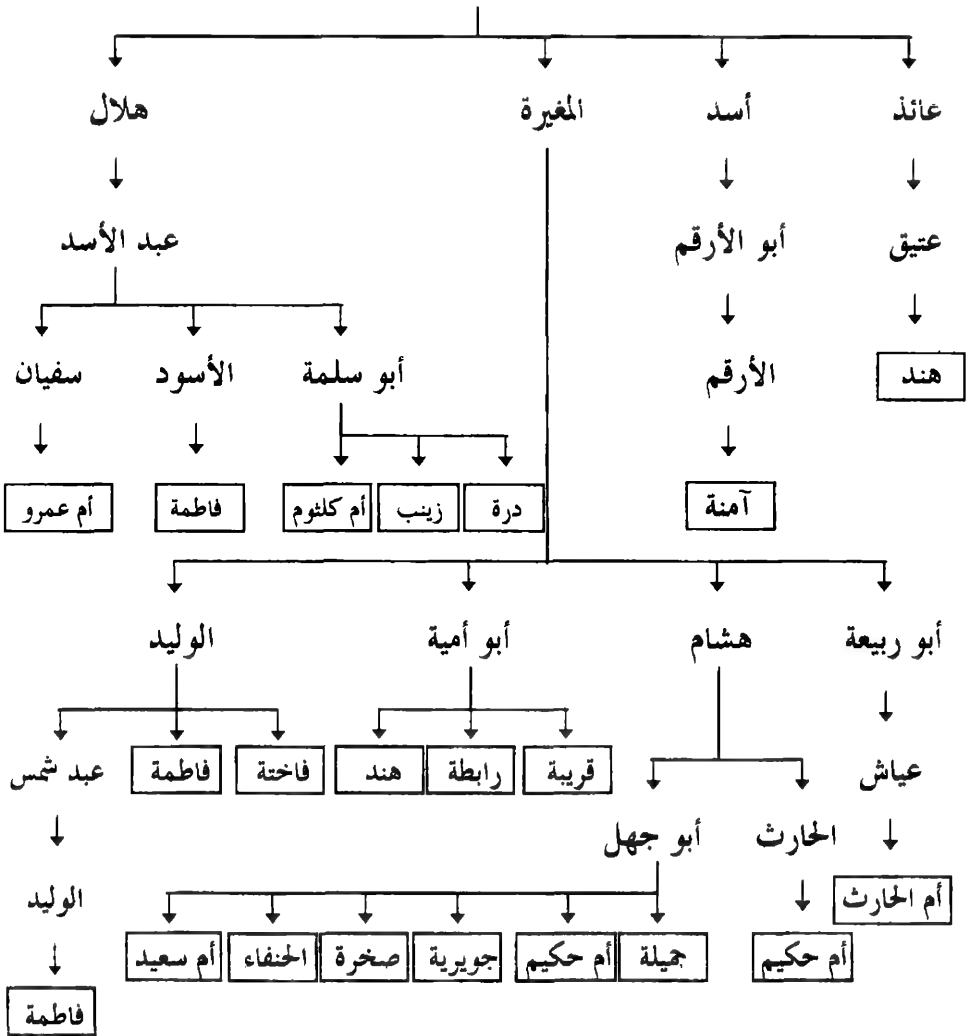 عائذ أسد المغيرة هلال
عتيق أبو الأرقم عبد الأسد
هند الأرقم أبو سلمة الأسود سفيان
آمنة درة زينب أم كلثوم فاطمة أم عمرو
أبو ربيعة هشام أبو أمية الوليد
عياش قريبة رابطة هند فاختة فاطمة عبد شمس
الحارث أبو جهل
أم الحارث الوليد
أم حكيم جميلة أم حكيم جويرية صخرة الحنفاء أم سعيد
فاطمة